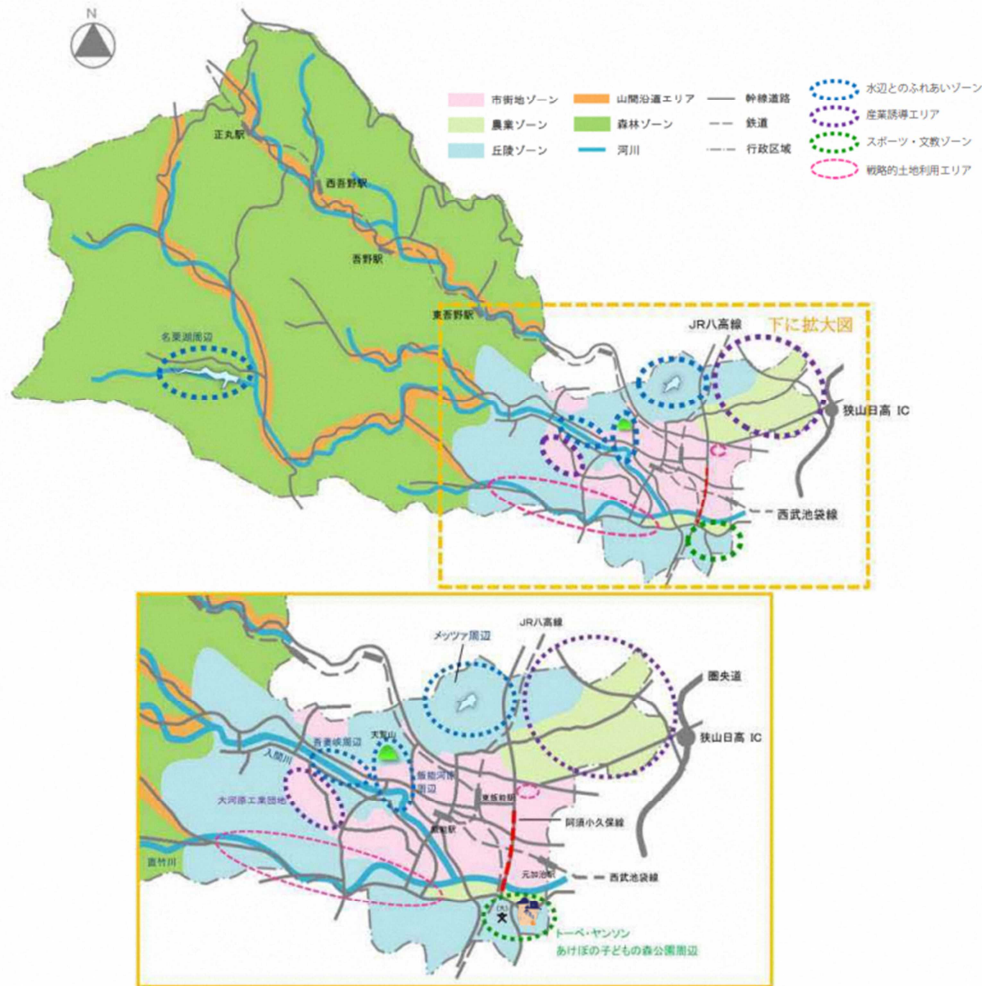 N
市街地ゾーン
農業ゾーン
丘陵ゾーン
山間沿道エリア
森林ゾーン
河川
幹線道路
鉄道
行政区域
水辺とのふれあいゾーン
産業誘導エリア
スポーツ・文教ゾーン
戦略的土地利用エリア
正丸駅
西吾野駅
吾野駅
東吾野駅
名栗湖周辺
JR八高線
下に拡大図
狭山日高 IC
西武池袋線
JR八高線
メッツァ周辺
圏央道
狭山日高 IC
天覧山
吾妻峡周辺
入間川
飯能河原
周辺
大河原工業団地
東飯能駅
飯能駅
阿須小久保線
直竹川
元加治駅
西武池袋線
(大)
文
トーベ・ヤンソン
あけぼの子どもの森公園周辺